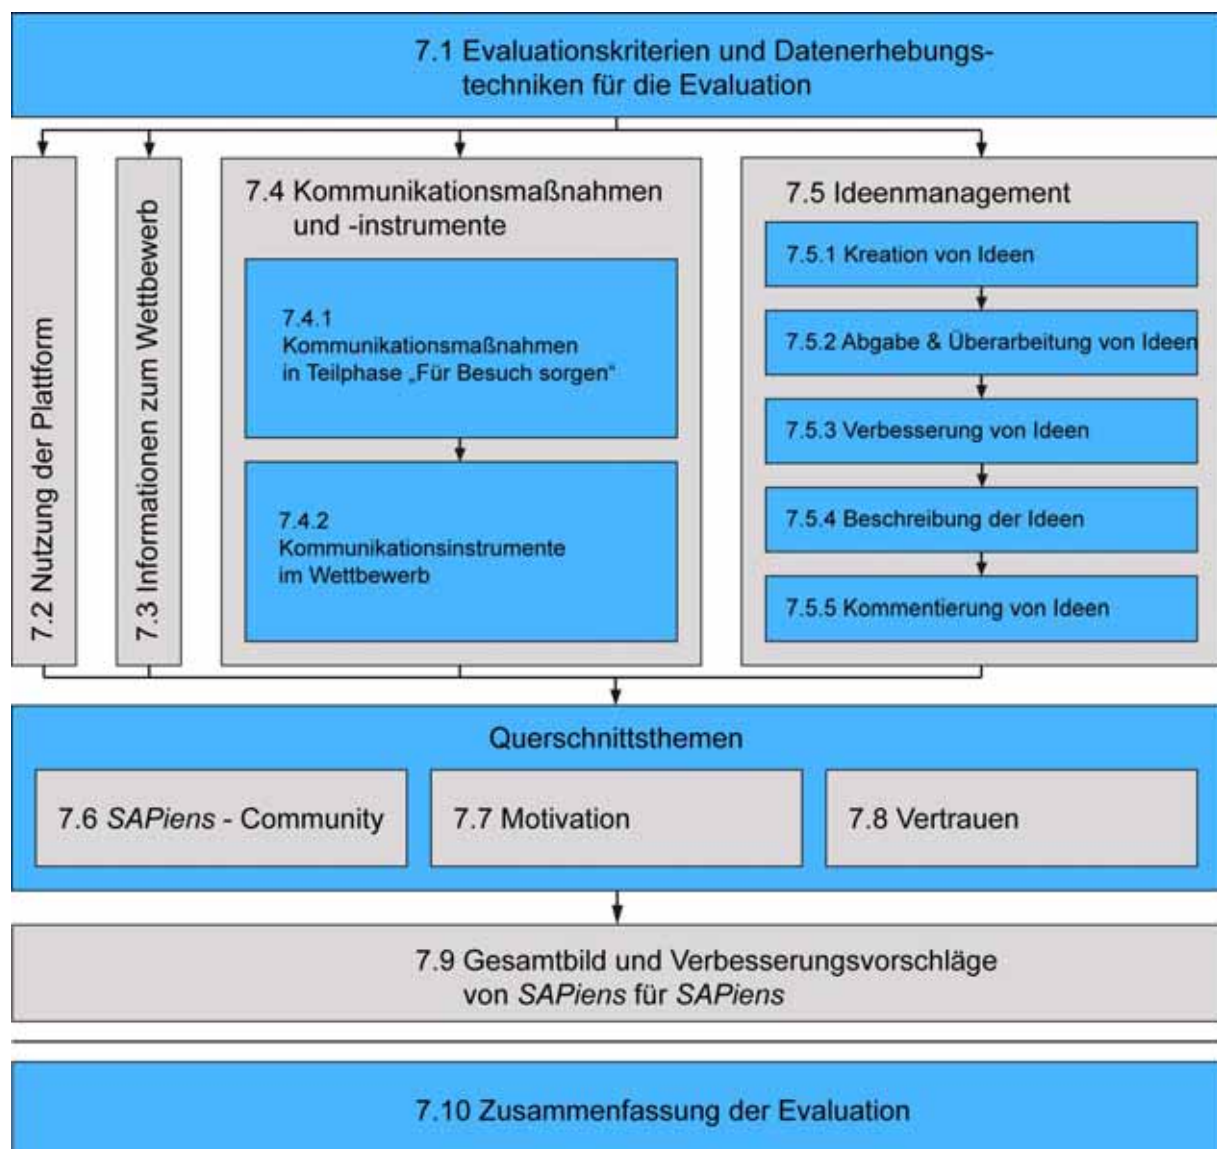 7.1 Evaluationskriterien und Datenerhebungs-
techniken für die Evaluation
7.2 Nutzung der Plattform
7.3 Informationen zum Wettbewerb
7.4 Kommunikationsmaßnahmen
und -instrumente
7.4.1
Kommunikationsmaßnahmen
in Teilphase „Für Besuch sorgen“
7.4.2
Kommunikationsinstrumente
im Wettbewerb
7.5 Ideenmanagement
7.5.1 Kreation von Ideen
7.5.2 Abgabe & Überarbeitung von Ideen
7.5.3 Verbesserung von Ideen
7.5.4 Beschreibung der Ideen
7.5.5 Kommentierung von Ideen
Querschnittsthemen
7.6 SAPiens - Community
7.7 Motivation
7.8 Vertrauen
7.9 Gesamtbild und Verbesserungsvorschläge
von SAPiens für SAPiens
7.10 Zusammenfassung der Evaluation